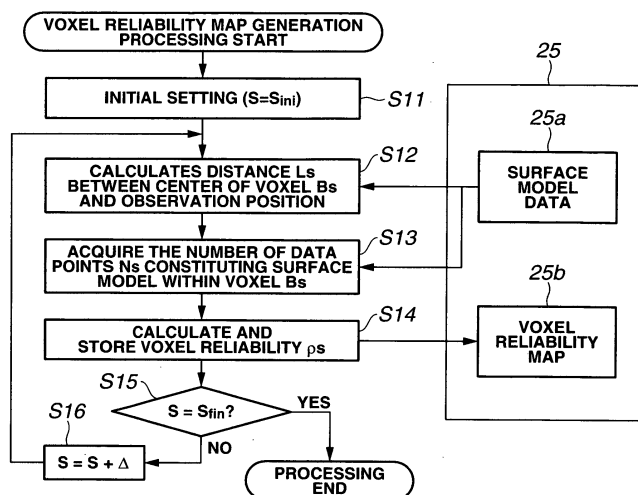 VOXEL RELIABILITY MAP GENERATION
PROCESSING START
INITIAL SETTING (S=Sini)
S11
25
25a
SURFACE
MODEL
DATA
S12
CALCULATES DISTANCE Ls
BETWEEN CENTER OF VOXEL Bs
AND OBSERVATION POSITION
S13
ACQUIRE THE NUMBER OF DATA
POINTS Ns CONSTITUTING SURFACE
MODEL WITHIN VOXEL Bs
25b
VOXEL
RELIABILITY
MAP
S14
CALCULATE AND
STORE VOXEL RELIABILITY ρs
S15
S = Sfin?
YES
NO
S16
S = S + Δ
PROCESSING
END